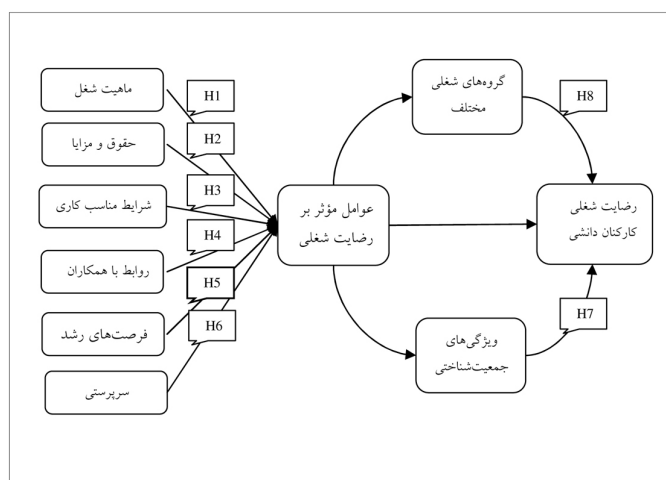 ماهیت شغل
حقوق و مزایا
شرایط مناسب کاری
روابط با همکاران
فرصت‌های رشد
سرپرستی
H1
H2
H3
H4
H5
H6
عوامل مؤثر بر
رضایت شغلی
گروه‌های شغلی
مختلف
ویژگی‌های
جمعیت‌شناختی
H8
H7
رضایت شغلی
کارکنان دانشی